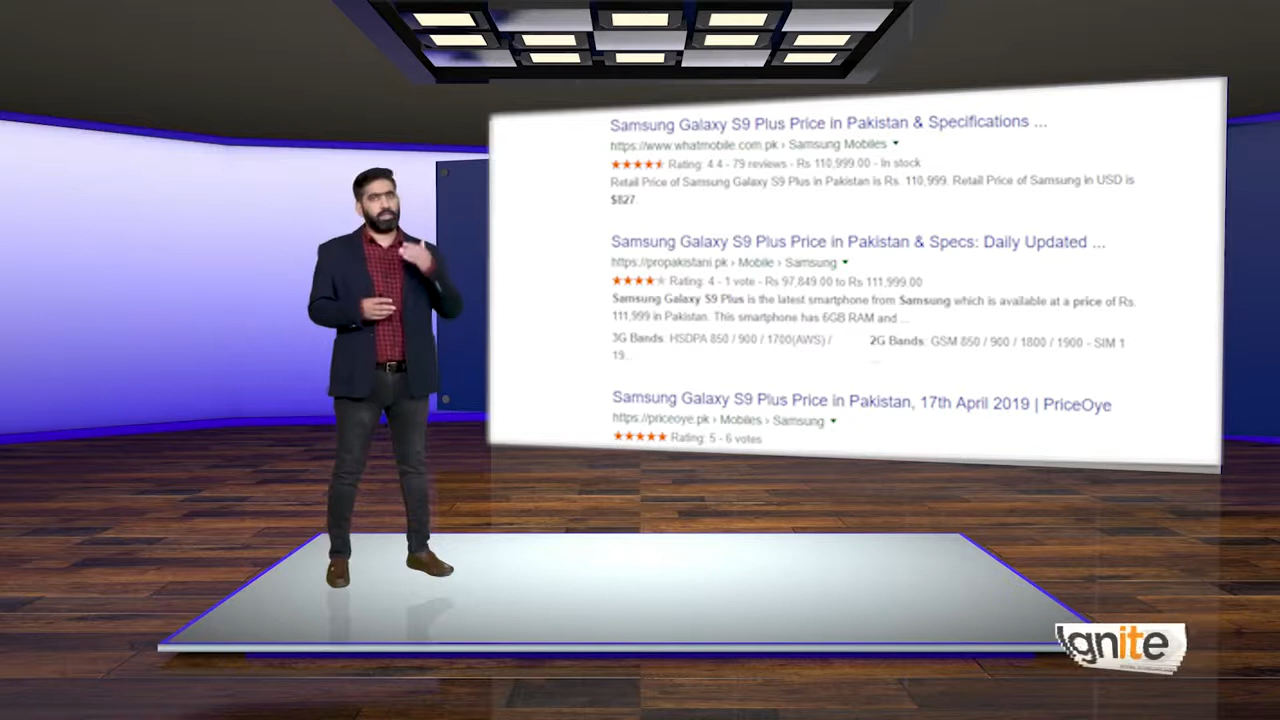 Samsung Galaxy S9 Plus Price in Pakistan & Specifications ...
https://www.whatmobile.com.pk › Samsung Mobiles
Rating: 4.4 - 79 reviews - Rs 110,999.00 - In stock
Retail Price of Samsung Galaxy S9 Plus in Pakistan is Rs. 110,999. Retail Price of Samsung in USD is
$827.
Samsung Galaxy S9 Plus Price in Pakistan & Specs: Daily Updated ...
https://propakistani.pk › Mobile › Samsung
Rating: 4 - 1 vote - Rs 97,849.00 to Rs 111,999.00
Samsung Galaxy S9 Plus is the latest smartphone from Samsung which is available at a price of Rs.
111,999 in Pakistan. This smartphone has 6GB RAM and ...
3G Bands: HSDPA 850 / 900 / 1700(AWS) /
19...
2G Bands: GSM 850 / 900 / 1800 / 1900 - SIM 1
...
Samsung Galaxy S9 Plus Price in Pakistan, 17th April 2019 | PriceOye
https://priceoye.pk › Mobiles › Samsung
Rating: 5 - 6 votes
Ignite